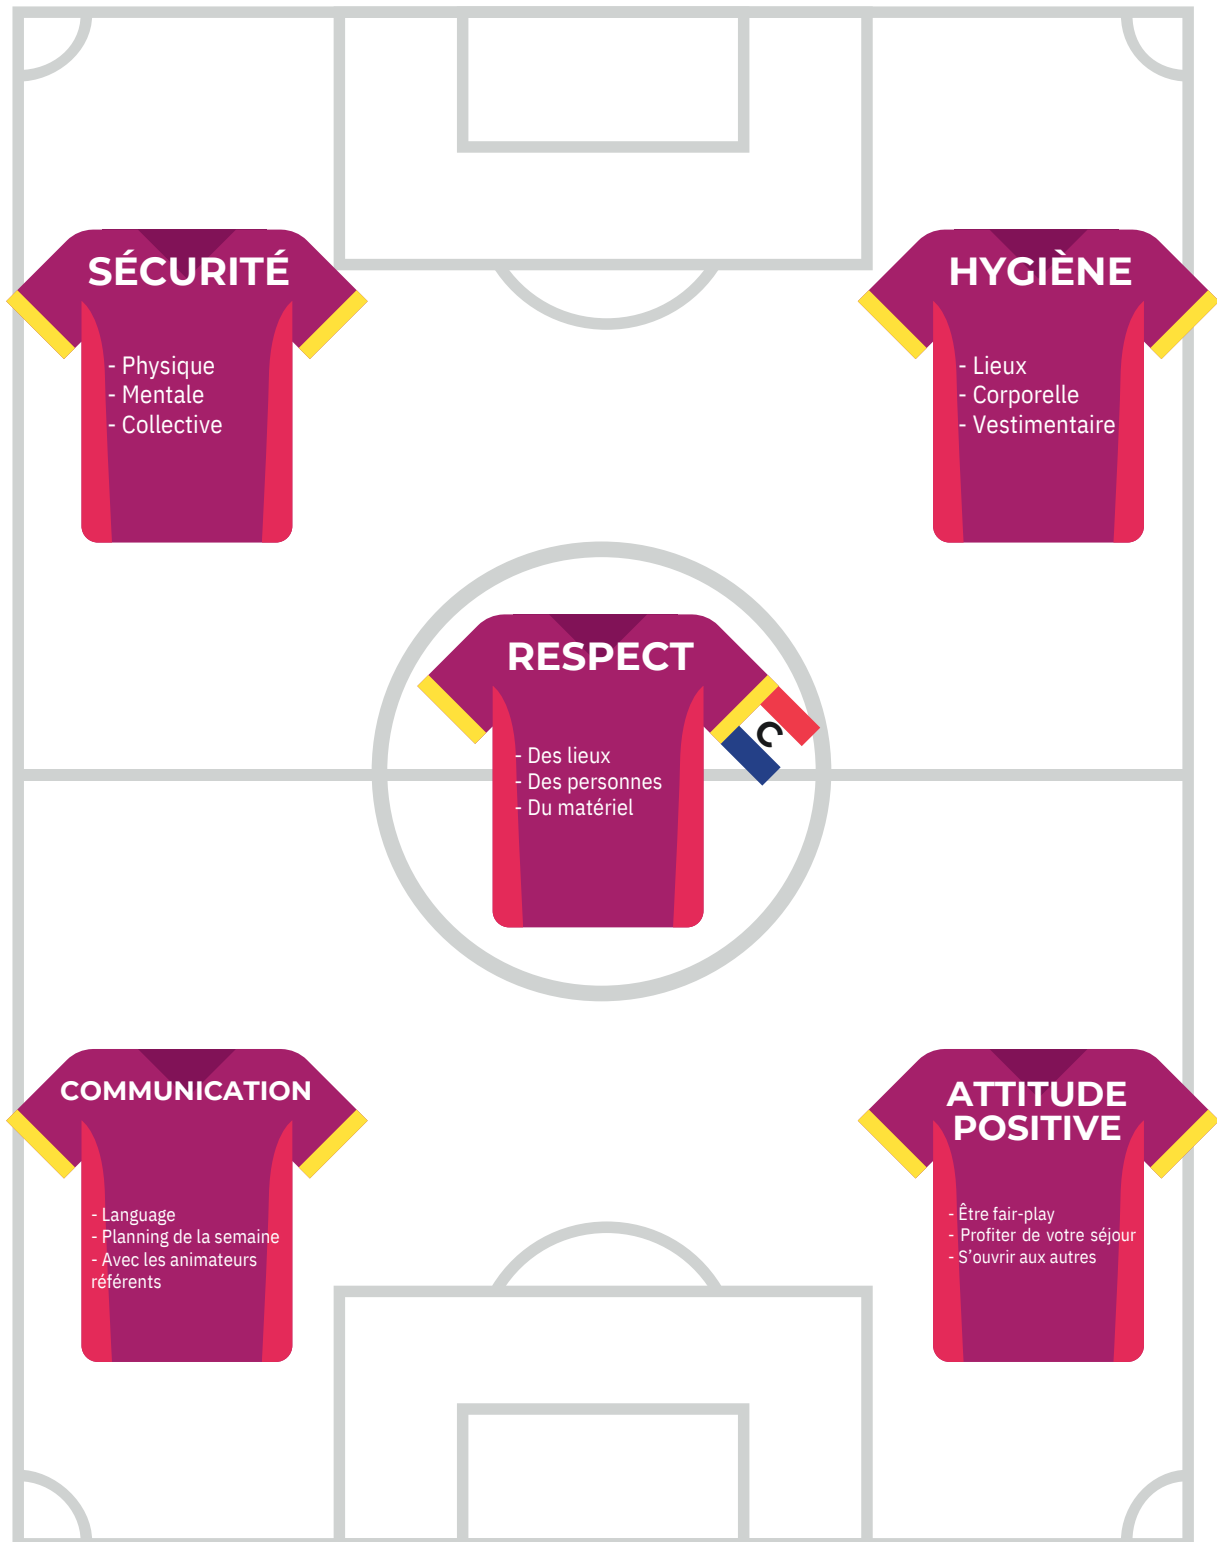 SÉCURITÉ
- Physique
- Mentale
- Collective
HYGIÈNE
- Lieux
- Corporelle
- Vestimentaire
RESPECT
C
- Des lieux
- Des personnes
- Du matériel
COMMUNICATION
- Language
- Planning de la semaine
- Avec les animateurs
référents
ATTITUDE
POSITIVE
- Être fair-play
- Profiter de votre séjour
- S'ouvrir aux autres